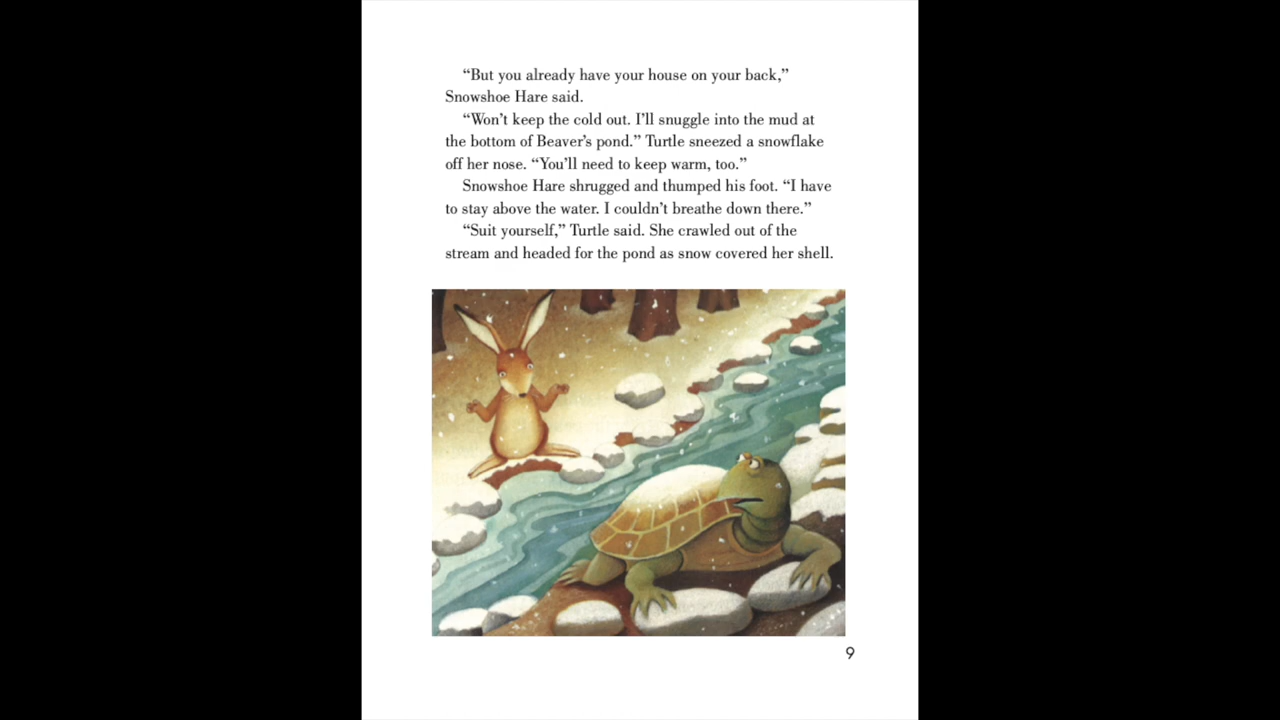 “But you already have your house on your back,”
Snowshoe Hare said.
“Won’t keep the cold out. I’ll snuggle into the mud at
the bottom of Beaver’s pond.” Turtle sneezed a snowflake
off her nose. “You’ll need to keep warm, too.”
Snowshoe Hare shrugged and thumped his foot. “I have
to stay above the water. I couldn’t breathe down there.”
“Suit yourself,” Turtle said. She crawled out of the
stream and headed for the pond as snow covered her shell.
9